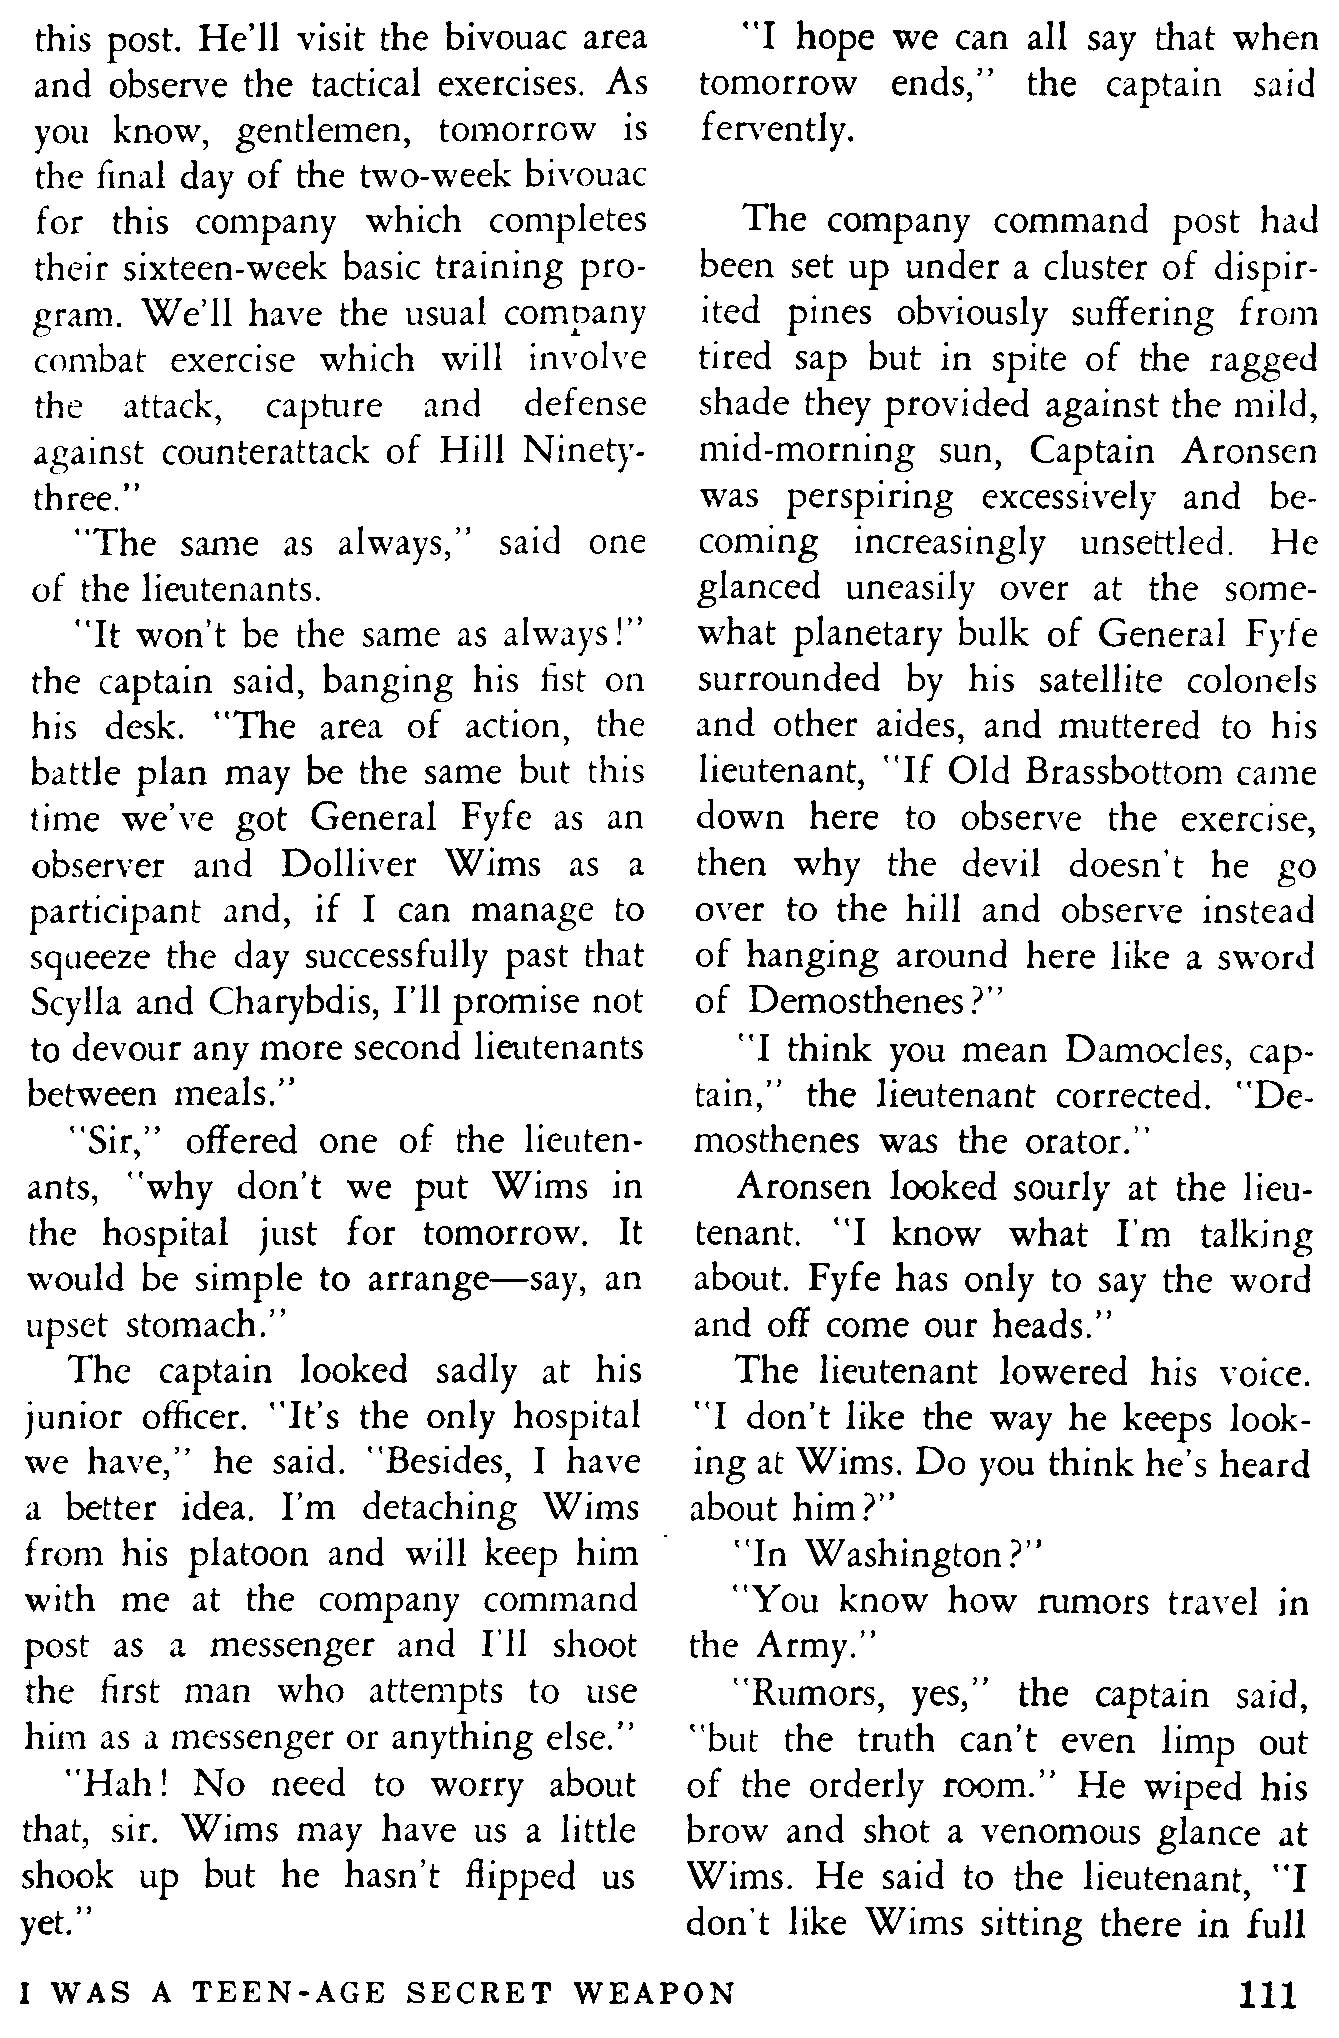 this post. He'll visit the bivouac area
and observe the tactical exercises. As
you know, gentlemen, tomorrow is
the final day of the two-week bivouac
for this company which completes
their sixteen-week basic training pro-
gram. We'll have the usual company
combat exercise which will involve
the attack, capture and defense
against counterattack of Hill Ninety-
three."
"The same as always," said one
of the lieutenants.
"It won't be the same as always!"
the captain said, banging his fist on
his desk. "The area of action, the
battle plan may be the same but this
time we've got General Fyfe as an
observer and Dolliver Wims as a
participant and, if I can manage to
squeeze the day successfully past that
Scylla and Charybdis, I'll promise not
to devour any more second lieutenants
between meals."
"Sir," offered one of the lieuten-
ants, "why don't we put Wims in
the hospital just for tomorrow. It
would be simple to arrange—say, an
upset stomach."
The captain looked sadly at his
junior officer. "It's the only hospital
we have," he said. "Besides, I have
a better idea. I'm detaching Wims
from his platoon and will keep him
with me at the company command
post as a messenger and I'll shoot
the first man who attempts to use
him as a messenger or anything else."
"Hah! No need to worry about
that, sir. Wims may have us a little
shook up but he hasn't flipped us
yet."
"I hope we can all say that when
tomorrow ends," the captain said
fervently.
The company command post had
been set up under a cluster of dispir-
ited pines obviously suffering from
tired sap but in spite of the ragged
shade they provided against the mild,
mid-morning sun, Captain Aronsen
was perspiring excessively and be-
coming increasingly unsettled. He
glanced uneasily over at the some-
what planetary bulk of General Fyfe
surrounded by his satellite colonels
and other aides, and muttered to his
lieutenant, "If Old Brassbottom came
down here to observe the exercise,
then why the devil doesn't he go
over to the hill and observe instead
of hanging around here like a sword
of Demosthenes?"
"I think you mean Damocles, cap-
tain," the lieutenant corrected. "De-
mosthenes was the orator."
Aronsen looked sourly at the lieu-
tenant. "I know what I'm talking
about. Fyfe has only to say the word
and off come our heads."
The lieutenant lowered his voice.
"I don't like the way he keeps look-
ing at Wims. Do you think he's heard
about him?"
"In Washington?"
"You know how rumors travel in
the Army."
"Rumors, yes," the captain said,
"but the truth can't even limp out
of the orderly room." He wiped his
brow and shot a venomous glance at
Wims. He said to the lieutenant, "I
don't like Wims sitting there in full
I WAS A TEEN-AGE SECRET WEAPON 111